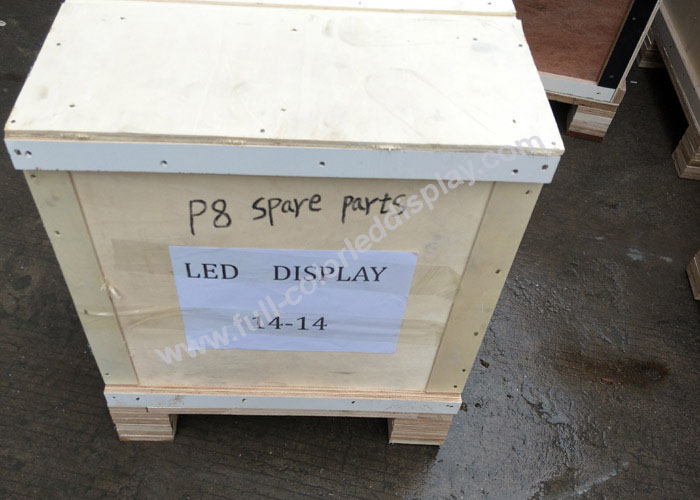 P8 spare parts
LED DISPLAY
14-14
www.full-colorleddisplay.com